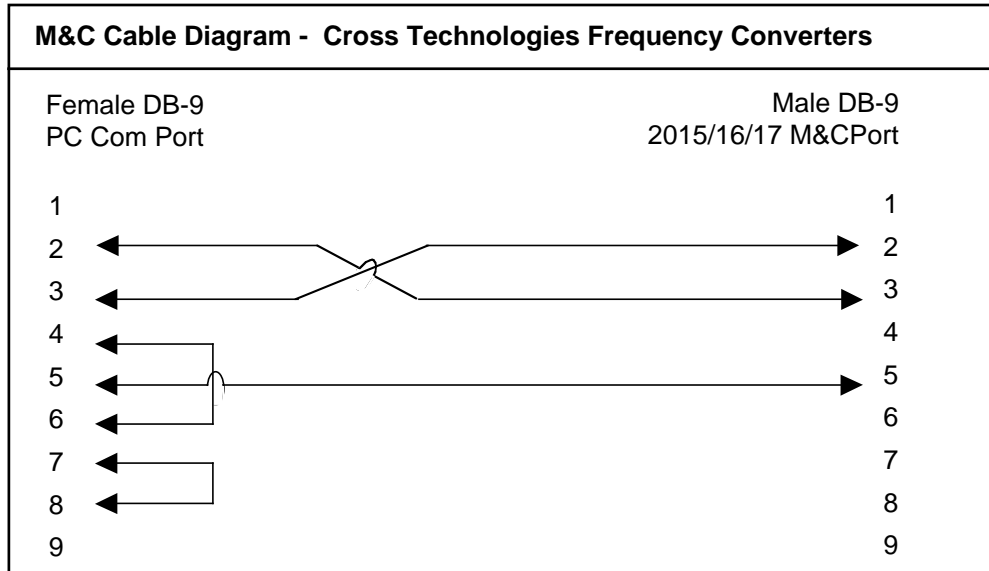 M&C Cable Diagram - Cross Technologies Frequency Converters
Female DB-9
PC Com Port
Male DB-9
2015/16/17 M&CPort
1 1
2 2
3 3
4 4
5 5
6 6
7 7
8 8
9 9